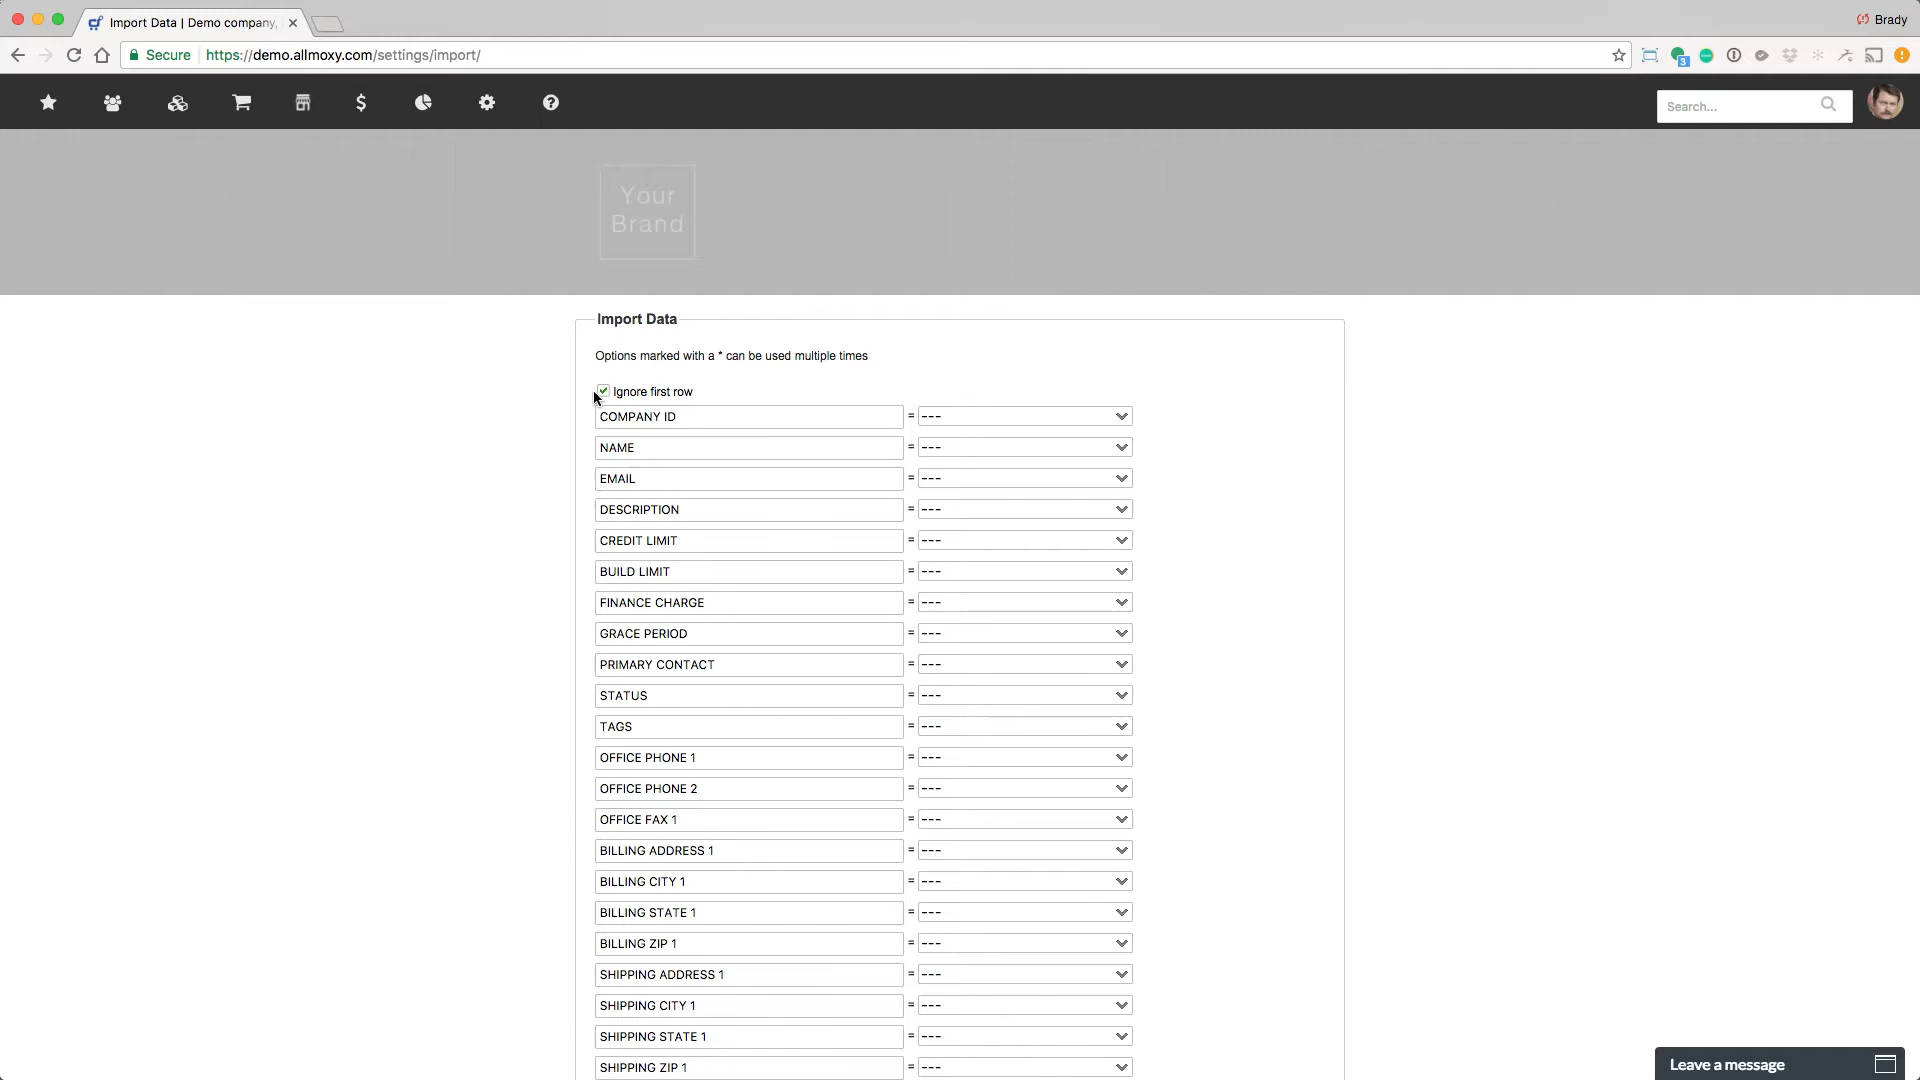 Import Data | Demo company,
Brady
Secure
https://demo.allmoxy.com/settings/import/
3
Search...
Your
Brand
Import Data
Options marked with a * can be used multiple times
Ignore first row
COMPANY ID = ---
NAME = ---
EMAIL = ---
DESCRIPTION = ---
CREDIT LIMIT = ---
BUILD LIMIT = ---
FINANCE CHARGE = ---
GRACE PERIOD = ---
PRIMARY CONTACT = ---
STATUS = ---
TAGS = ---
OFFICE PHONE 1 = ---
OFFICE PHONE 2 = ---
OFFICE FAX 1 = ---
BILLING ADDRESS 1 = ---
BILLING CITY 1 = ---
BILLING STATE 1 = ---
BILLING ZIP 1 = ---
SHIPPING ADDRESS 1 = ---
SHIPPING CITY 1 = ---
SHIPPING STATE 1 = ---
SHIPPING ZIP 1 = ---
Leave a message